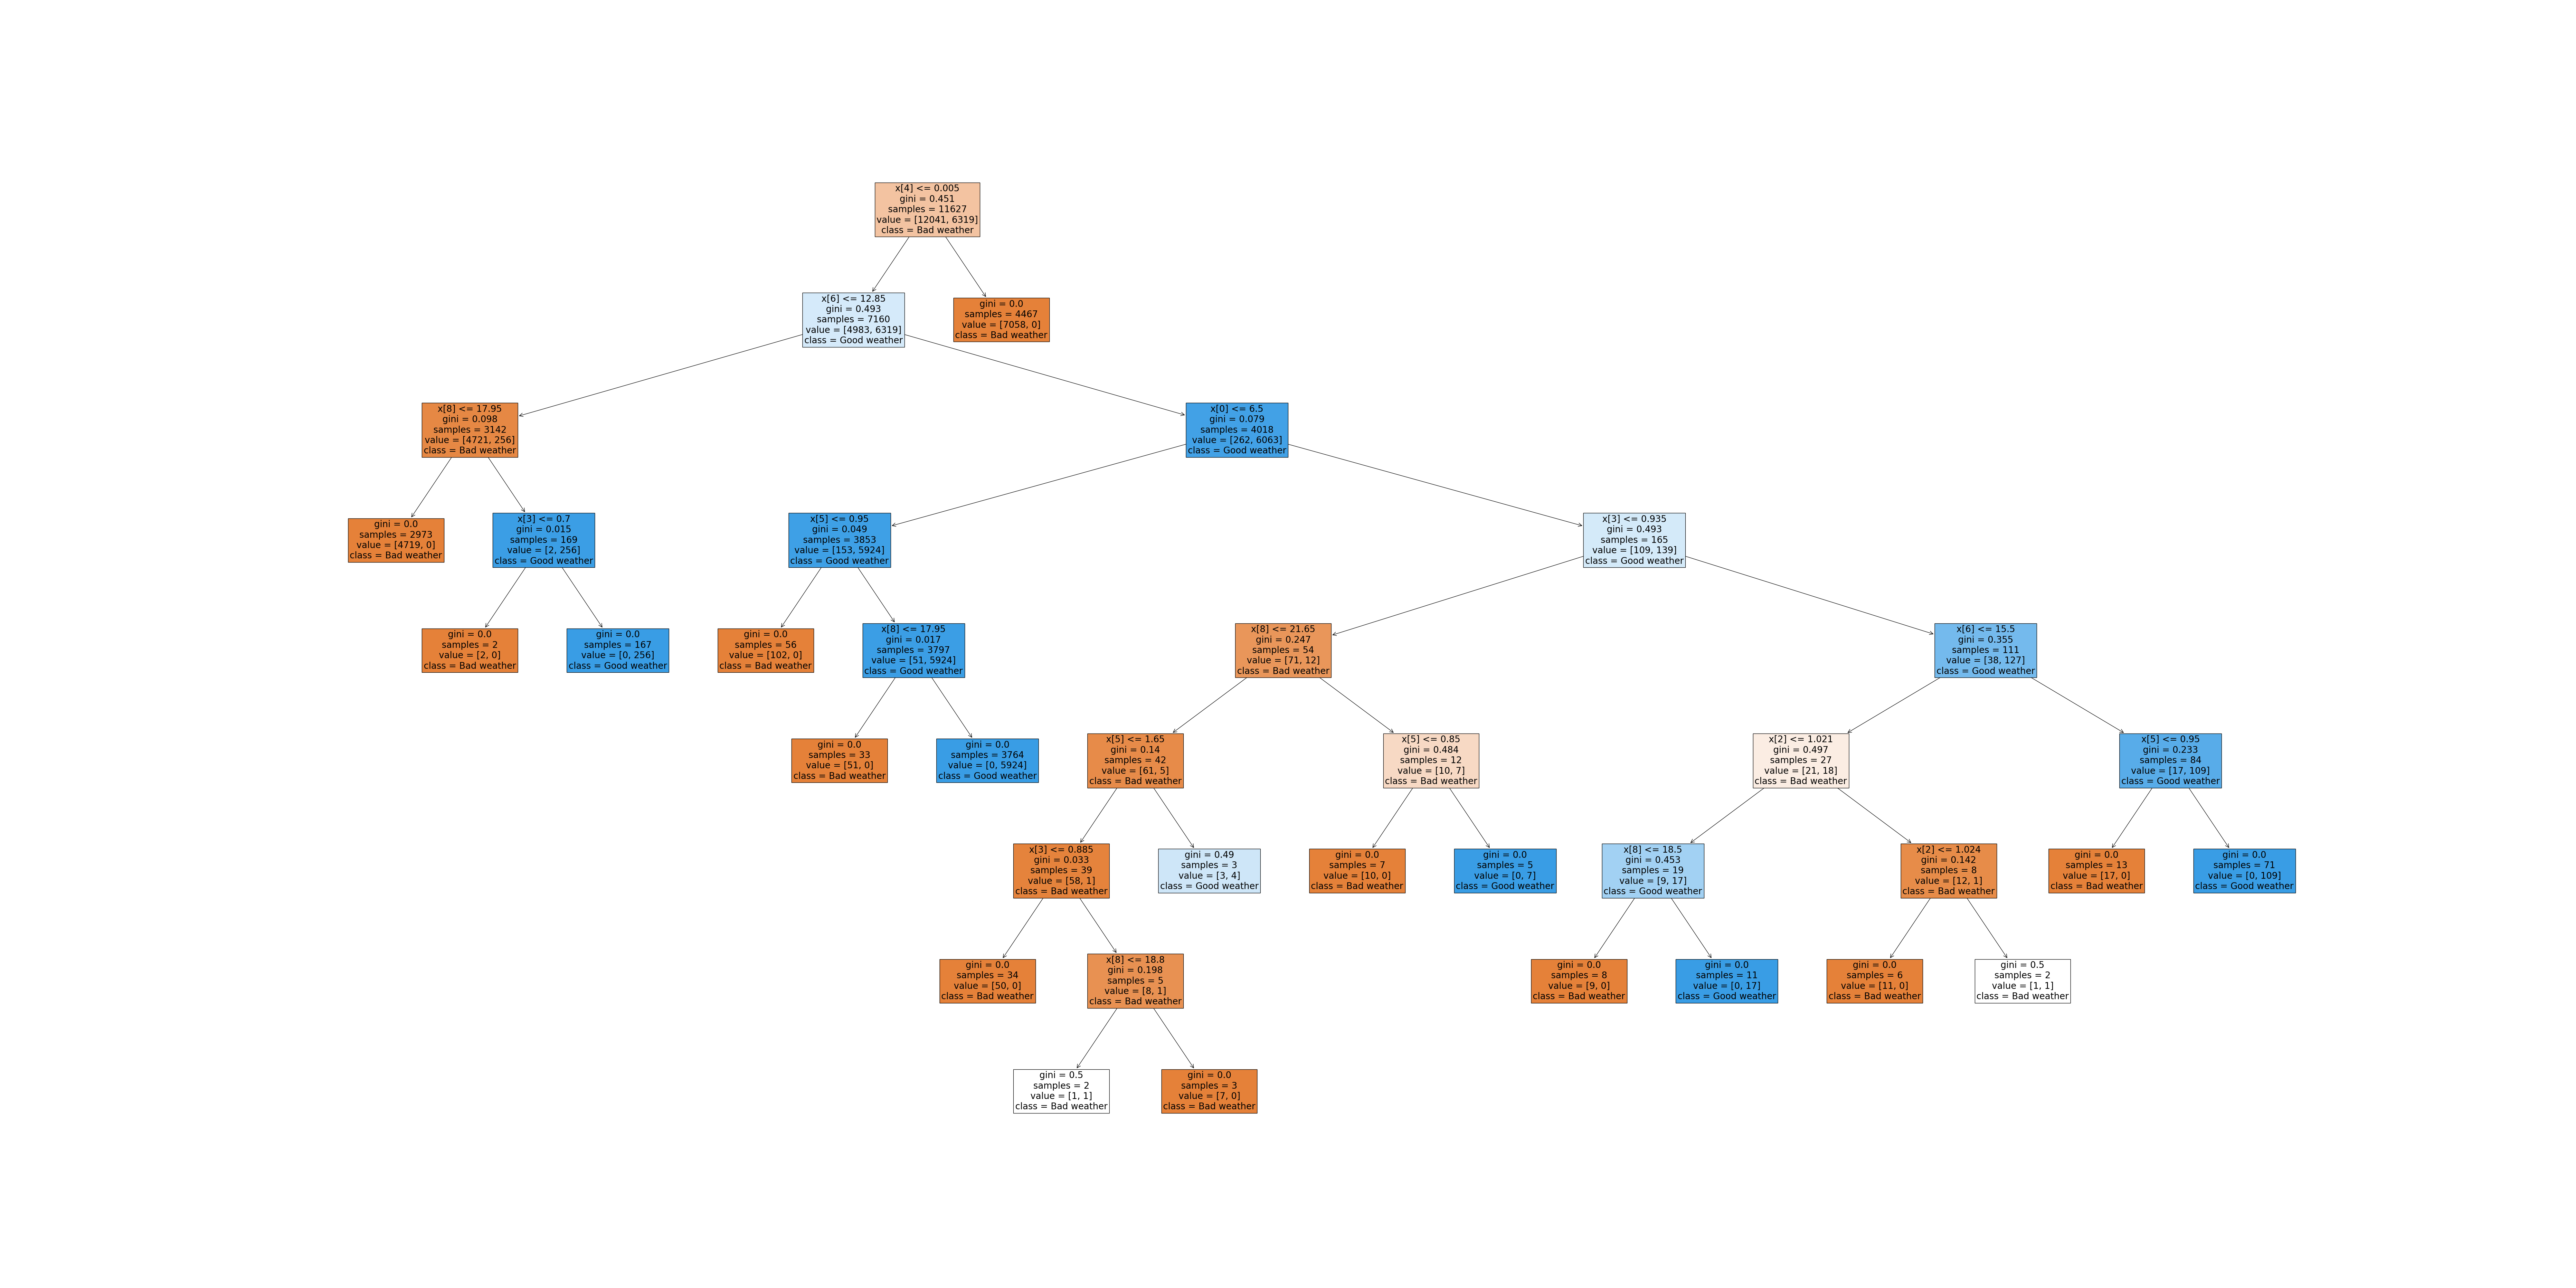 x[4] <= 0.005
gini = 0.451
samples = 11627
value = [12041, 6319]
class = Bad weather
x[6] <= 12.85
gini = 0.493
samples = 7160
value = [4983, 6319]
class = Good weather
gini = 0.0
samples = 4467
value = [7058, 0]
class = Bad weather
x[8] <= 17.95
gini = 0.098
samples = 3142
value = [4721, 256]
class = Bad weather
x[0] <= 6.5
gini = 0.079
samples = 4018
value = [262, 6063]
class = Good weather
gini = 0.0
samples = 2973
value = [4719, 0]
class = Bad weather
x[3] <= 0.7
gini = 0.015
samples = 169
value = [2, 256]
class = Good weather
x[5] <= 0.95
gini = 0.049
samples = 3853
value = [153, 5924]
class = Good weather
x[3] <= 0.935
gini = 0.493
samples = 165
value = [109, 139]
class = Good weather
gini = 0.0
samples = 2
value = [2, 0]
class = Bad weather
gini = 0.0
samples = 167
value = [0, 256]
class = Good weather
gini = 0.0
samples = 56
value = [102, 0]
class = Bad weather
x[8] <= 17.95
gini = 0.017
samples = 3797
value = [51, 5924]
class = Good weather
x[8] <= 21.65
gini = 0.247
samples = 54
value = [71, 12]
class = Bad weather
x[6] <= 15.5
gini = 0.355
samples = 111
value = [38, 127]
class = Good weather
gini = 0.0
samples = 33
value = [51, 0]
class = Bad weather
gini = 0.0
samples = 3764
value = [0, 5924]
class = Good weather
x[5] <= 1.65
gini = 0.14
samples = 42
value = [61, 5]
class = Bad weather
x[5] <= 0.85
gini = 0.484
samples = 12
value = [10, 7]
class = Bad weather
x[2] <= 1.021
gini = 0.497
samples = 27
value = [21, 18]
class = Bad weather
x[5] <= 0.95
gini = 0.233
samples = 84
value = [17, 109]
class = Good weather
x[3] <= 0.885
gini = 0.033
samples = 39
value = [58, 1]
class = Bad weather
gini = 0.49
samples = 3
value = [3, 4]
class = Good weather
gini = 0.0
samples = 7
value = [10, 0]
class = Bad weather
gini = 0.0
samples = 5
value = [0, 7]
class = Good weather
x[8] <= 18.5
gini = 0.453
samples = 19
value = [9, 17]
class = Good weather
x[2] <= 1.024
gini = 0.142
samples = 8
value = [12, 1]
class = Bad weather
gini = 0.0
samples = 13
value = [17, 0]
class = Bad weather
gini = 0.0
samples = 71
value = [0, 109]
class = Good weather
gini = 0.0
samples = 34
value = [50, 0]
class = Bad weather
x[8] <= 18.8
gini = 0.198
samples = 5
value = [8, 1]
class = Bad weather
gini = 0.0
samples = 8
value = [9, 0]
class = Bad weather
gini = 0.0
samples = 11
value = [0, 17]
class = Good weather
gini = 0.0
samples = 6
value = [11, 0]
class = Bad weather
gini = 0.5
samples = 2
value = [1, 1]
class = Bad weather
gini = 0.5
samples = 2
value = [1, 1]
class = Bad weather
gini = 0.0
samples = 3
value = [7, 0]
class = Bad weather